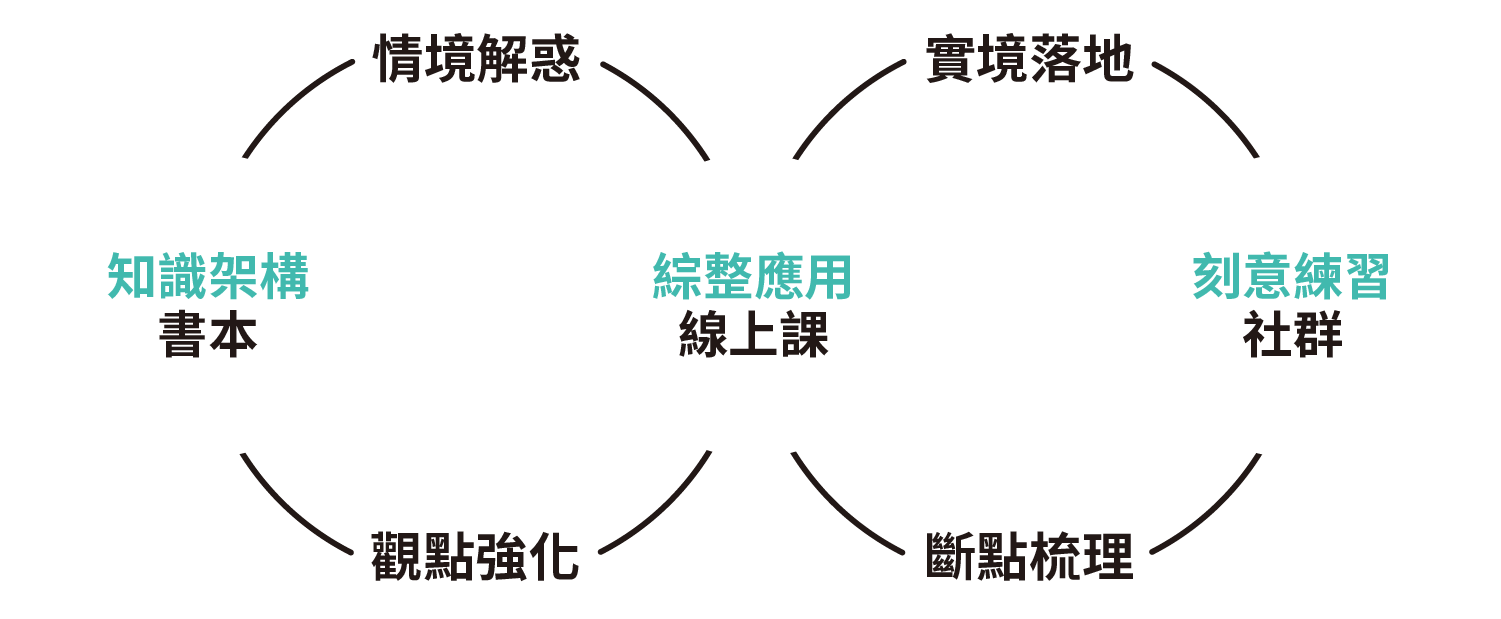 情境解惑
實境落地
知識架構
書本
綜整應用
線上課
刻意練習
社群
觀點強化
斷點梳理